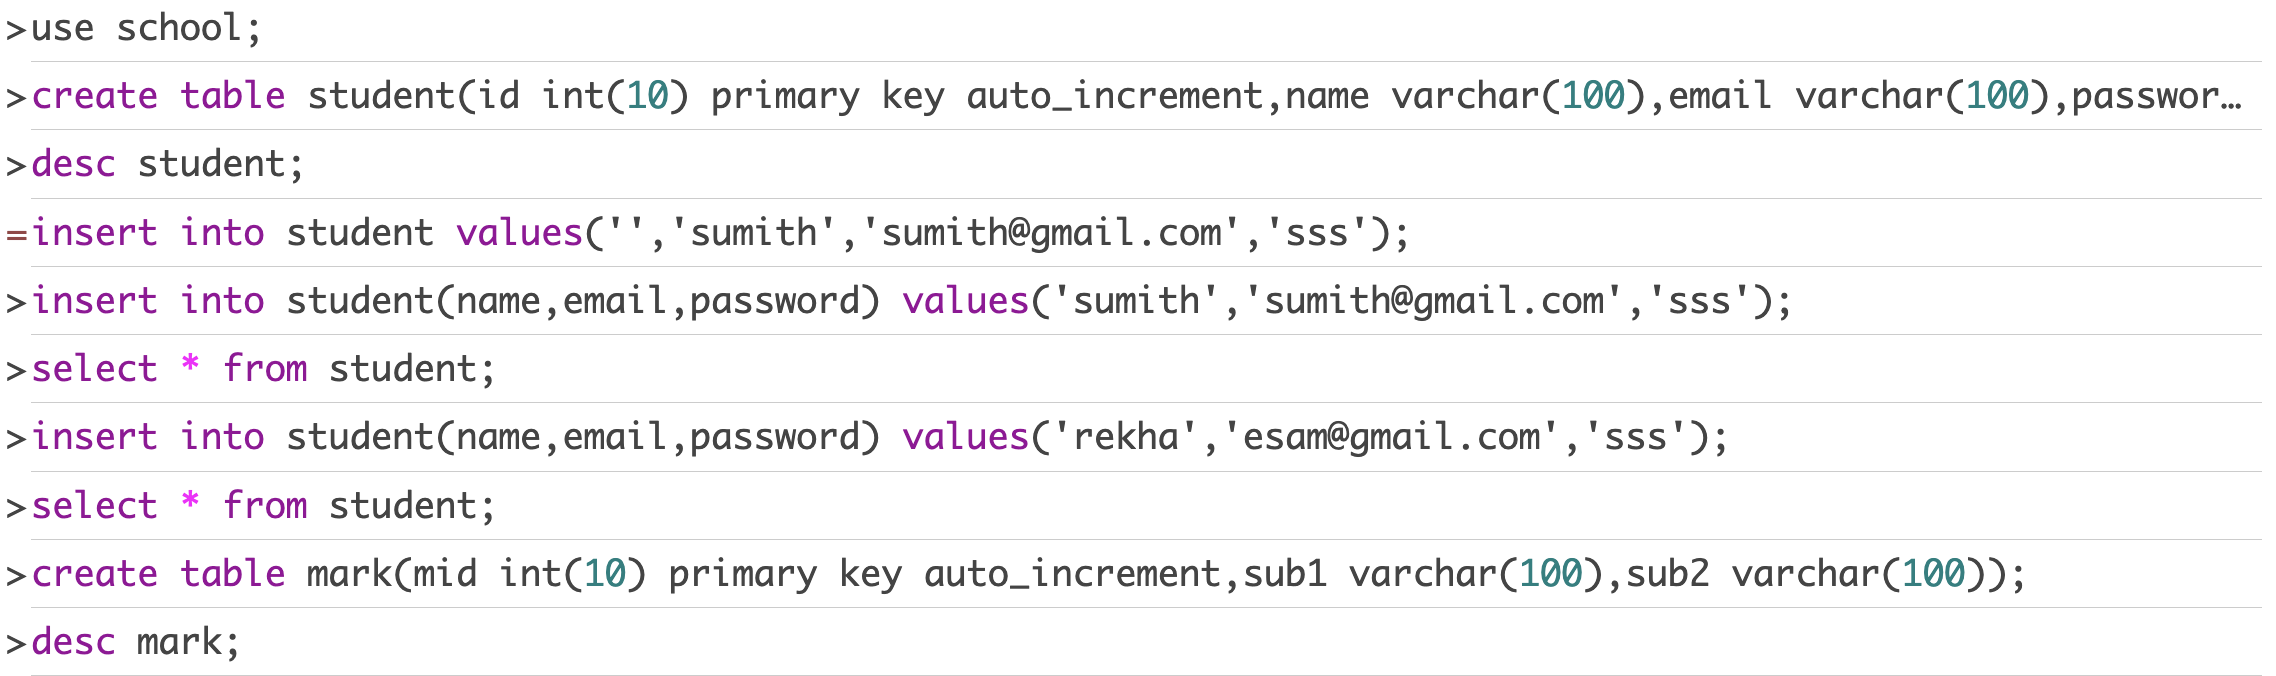 >use school;
>create table student(id int(10) primary key auto_increment,name varchar(100),email varchar(100),passwor…
>desc student;
=insert into student values('','sumith','sumith@gmail.com','sss');
>insert into student(name,email,password) values('sumith','sumith@gmail.com','sss');
>select * from student;
>insert into student(name,email,password) values('rekha','esam@gmail.com','sss');
>select * from student;
>create table mark(mid int(10) primary key auto_increment,sub1 varchar(100),sub2 varchar(100));
>desc mark;